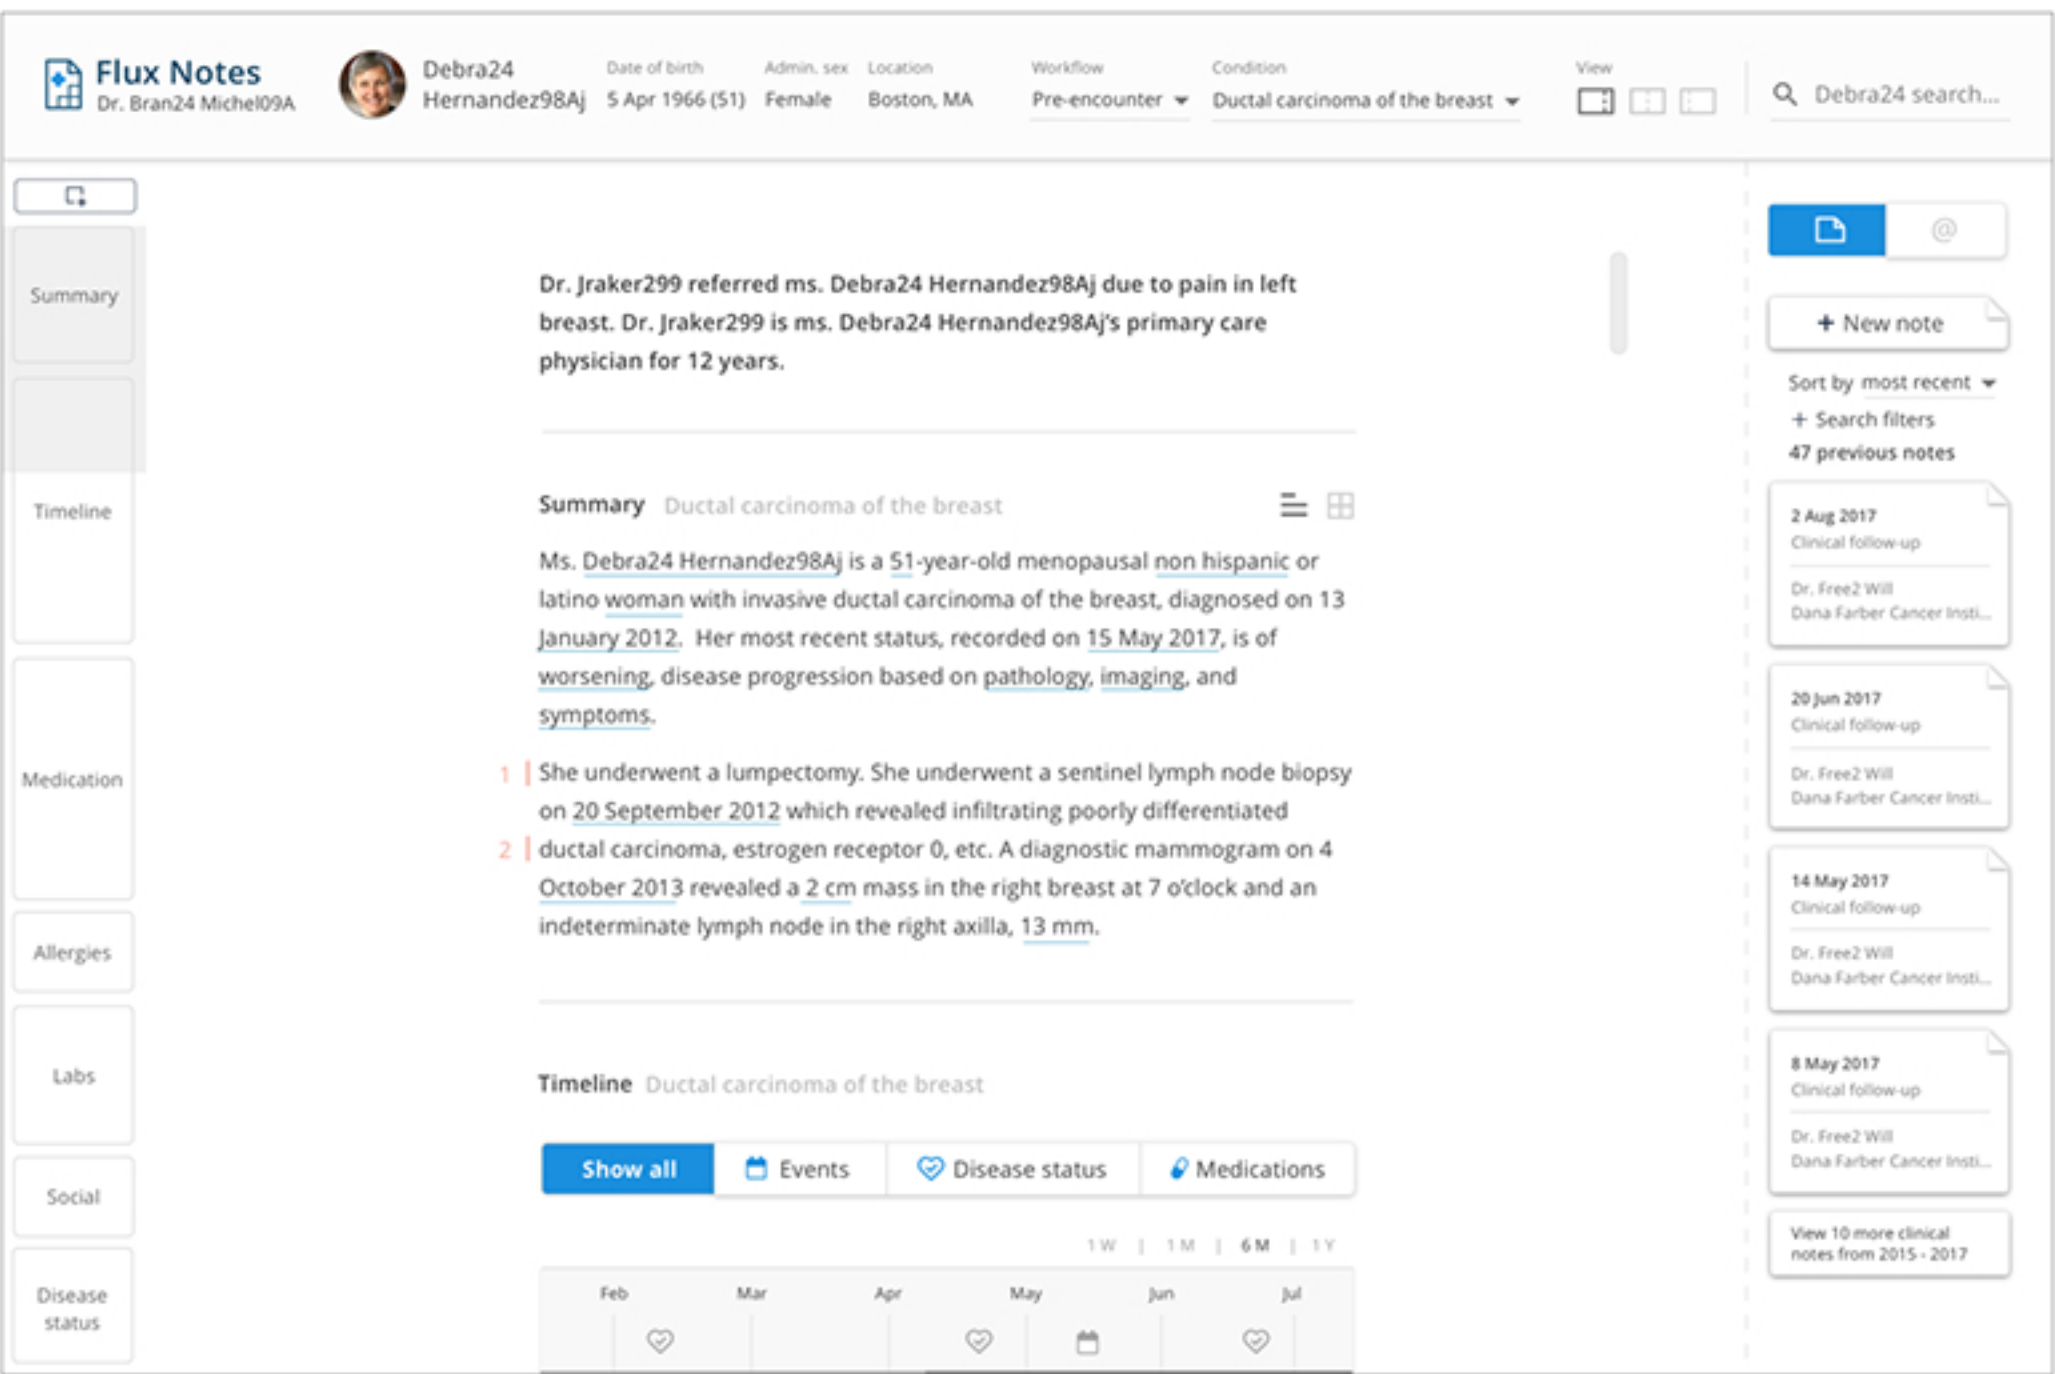 Flux Notes
Dr. Bran24 Michel09A
Debra24
Hernandez98Aj
Date of birth
5 Apr 1966 (51)
Admin. sex
Female
Location
Boston, MA
Workflow
Pre-encounter
Condition
Ductal carcinoma of the breast
View
Debra24 search...
Summary
Timeline
Medication
Allergies
Labs
Social
Disease
status
Dr. Jraker299 referred ms. Debra24 Hernandez98Aj due to pain in left
breast. Dr. Jraker299 is ms. Debra24 Hernandez98Aj's primary care
physician for 12 years.
Summary Ductal carcinoma of the breast
Ms. Debra24 Hernandez98Aj is a 51-year-old menopausal non hispanic or
latino woman with invasive ductal carcinoma of the breast, diagnosed on 13
January 2012. Her most recent status, recorded on 15 May 2017, is of
worsening, disease progression based on pathology, imaging, and
symptoms.
1 She underwent a lumpectomy. She underwent a sentinel lymph node biopsy
on 20 September 2012 which revealed infiltrating poorly differentiated
2 ductal carcinoma, estrogen receptor 0, etc. A diagnostic mammogram on 4
October 2013 revealed a 2 cm mass in the right breast at 7 o'clock and an
indeterminate lymph node in the right axilla, 13 mm.
Timeline Ductal carcinoma of the breast
Show all Events Disease status Medications
1 W | 1 M | 6 M | 1 Y
Feb Mar Apr May Jun Jul
@
+ New note
Sort by most recent
+ Search filters
47 previous notes
2 Aug 2017
Clinical follow-up
Dr. Free2 Will
Dana Farber Cancer Insti...
20 Jun 2017
Clinical follow-up
Dr. Free2 Will
Dana Farber Cancer Insti...
14 May 2017
Clinical follow-up
Dr. Free2 Will
Dana Farber Cancer Insti...
8 May 2017
Clinical follow-up
Dr. Free2 Will
Dana Farber Cancer Insti...
View 10 more clinical
notes from 2015 - 2017